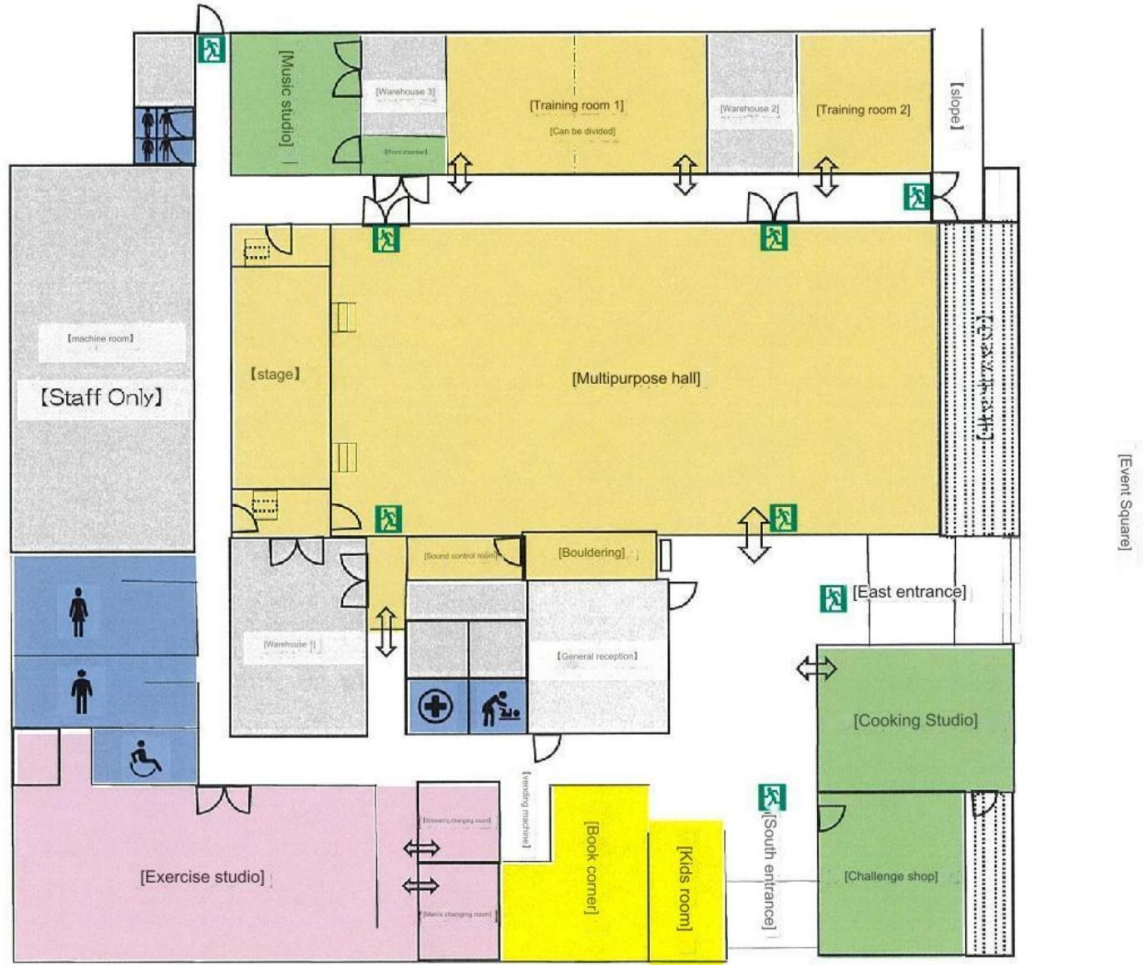 [Music studio]
[Warehouse 3]
[Training room 1]
[Can be divided]
[Warehouse 2]
[Training room 2]
[slope]
【machine room】
【Staff Only】
【stage】
[Multipurpose hall]
[Event Square]
[Sound control room]
[Bouldering]
[East entrance]
[Warehouse 1]
【General reception】
[Cooking Studio]
[vending machine]
[Women's changing room]
[Book corner]
[Kids room]
[South entrance]
[Exercise studio]
[Challenge shop]
[Men's changing room]